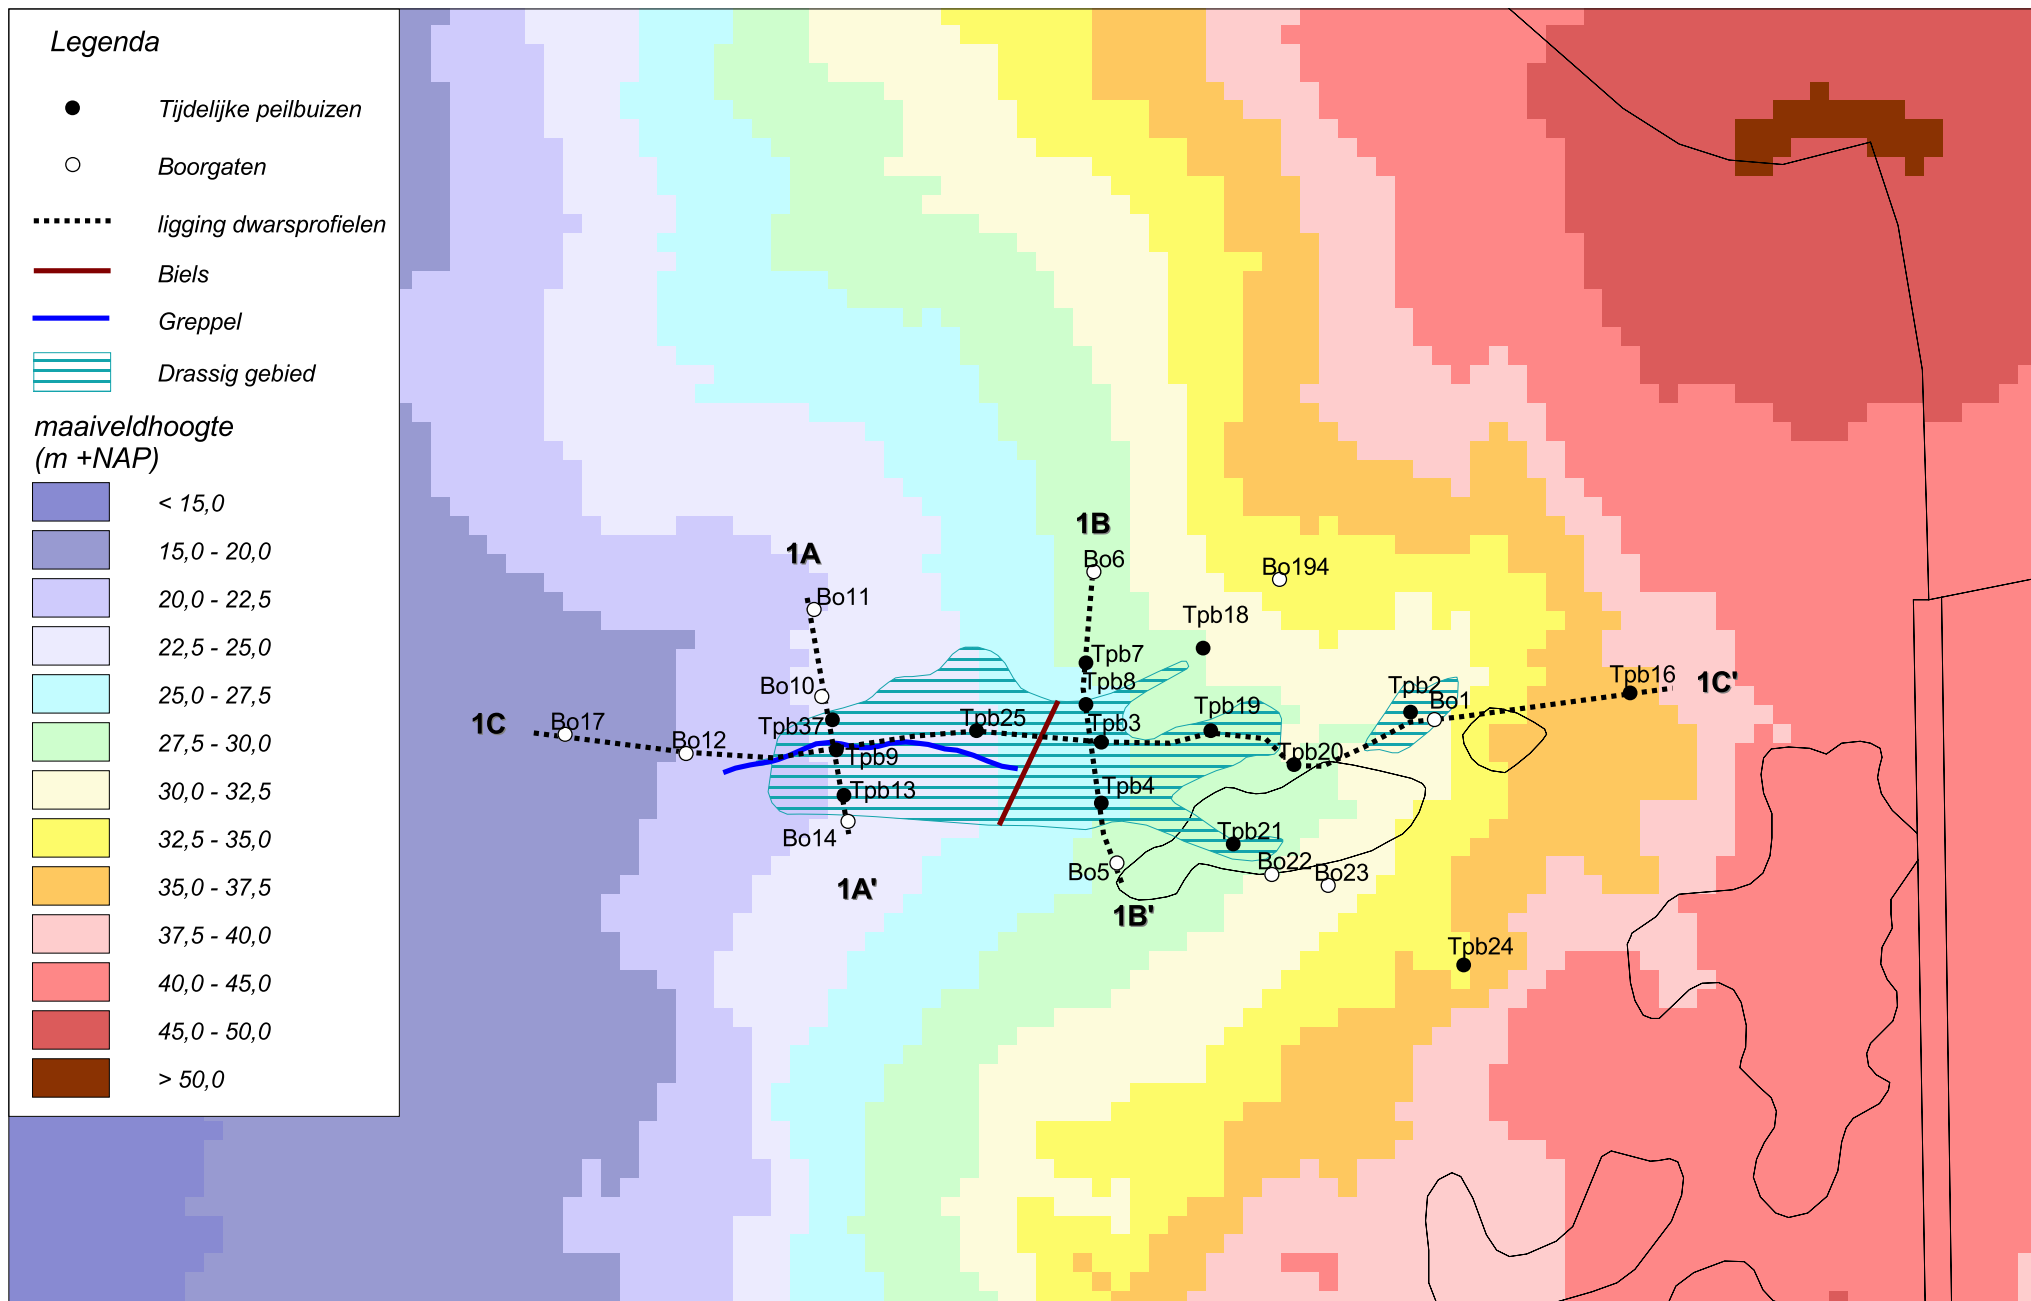 Legenda
Tijdelijke peilbuizen
Boorgaten
ligging dwarsprofielen
Biels
Greppel
Drassig gebied
maaiveldhoogte
(m +NAP)
< 15,0
15,0 - 20,0
20,0 - 22,5
22,5 - 25,0
25,0 - 27,5
27,5 - 30,0
30,0 - 32,5
32,5 - 35,0
35,0 - 37,5
37,5 - 40,0
40,0 - 45,0
45,0 - 50,0
> 50,0
1B
1A
Bo6
Bo194
Bo11
Tpb18
Tpb7
Bo10
Tpb8
Tpb2
Tpb16
1C'
Bo1
1C
Bo17
Tpb37
Tpb25
Tpb3
Tpb19
Bo12
Tpb9
Tpb20
Tpb13
Tpb4
Bo14
Tpb21
Bo5
Bo22
Bo23
1A'
1B'
Tpb24